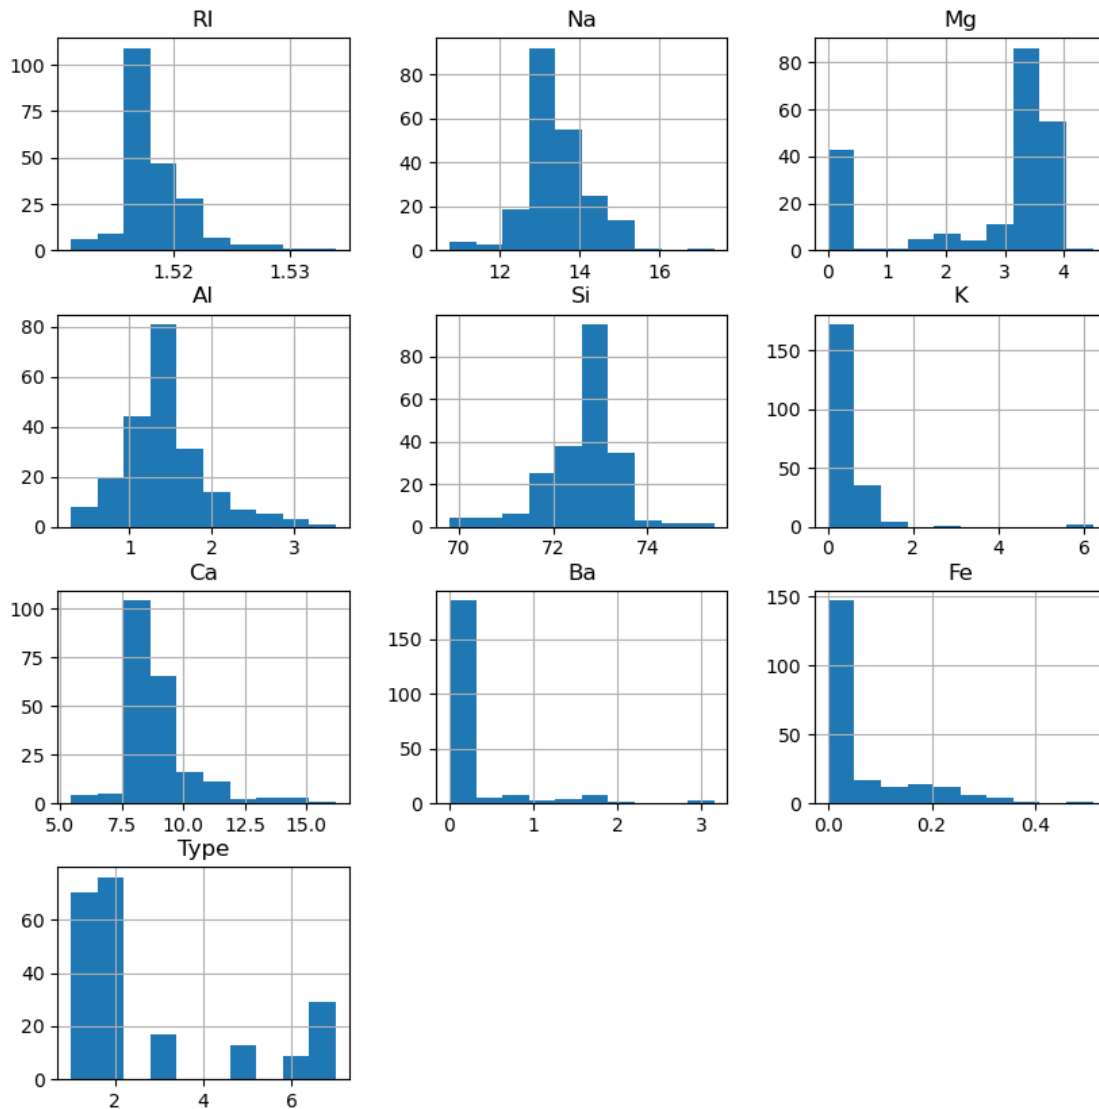 RI Na Mg
100 75 50 25 0 80 60 40 20 0 80 60 40 20 0
1.52 1.53 12 14 16 0 1 2 3 4
Al Si K
80 60 40 20 0 80 60 40 20 0 150 100 50 0
1 2 3 70 72 74 0 2 4 6
Ca Ba Fe
100 75 50 25 0 150 100 50 0 150 100 50 0
5.0 7.5 10.0 12.5 15.0 0 1 2 3 0.0 0.2 0.4
Type
60 40 20 0
2 4 6